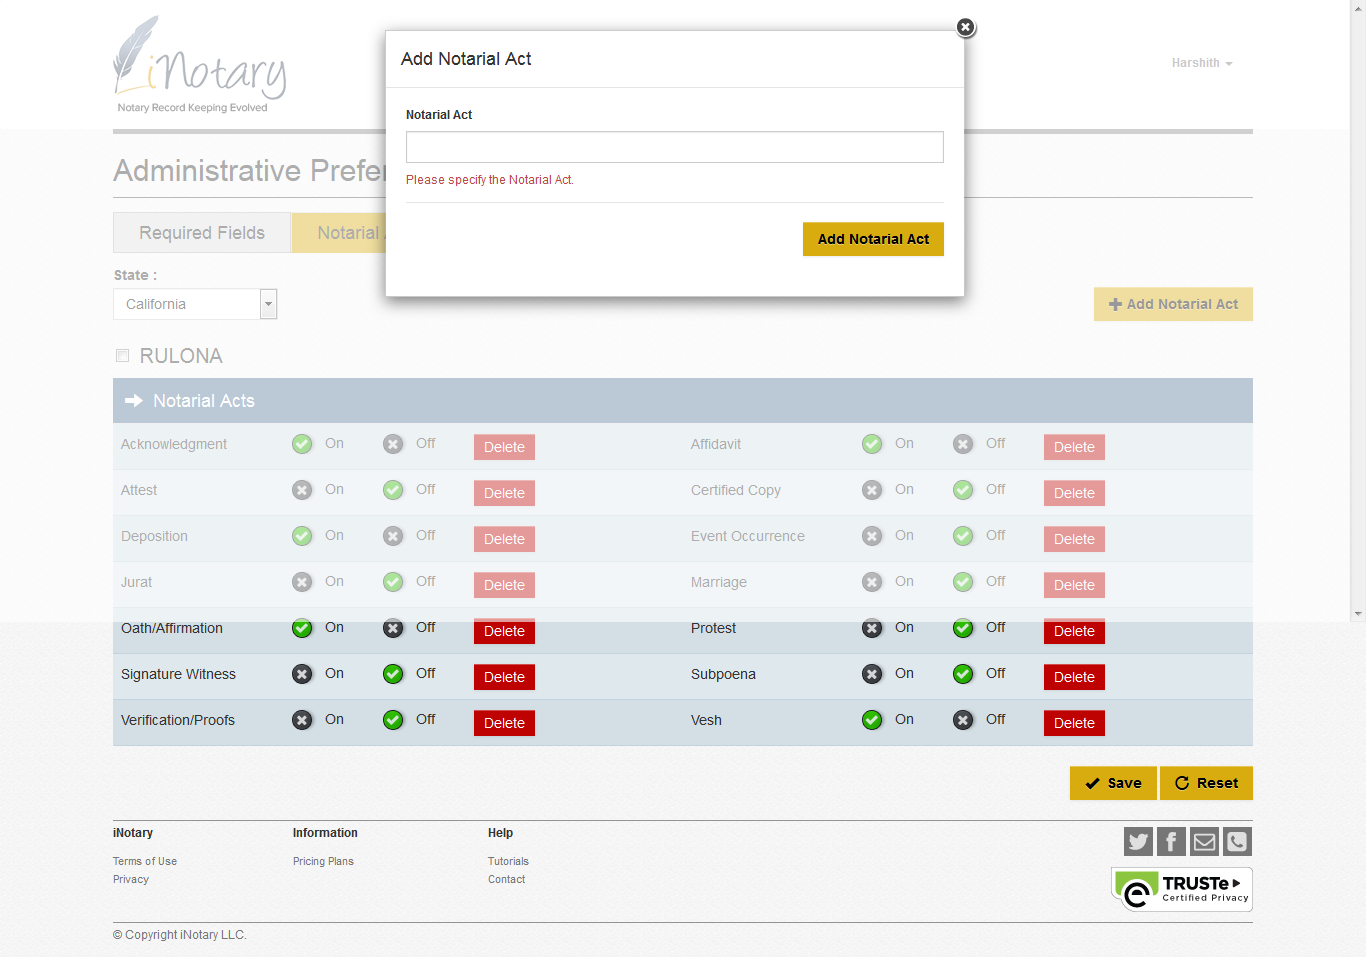 iNotary
Notary Record Keeping Evolved
Harshith
Add Notarial Act
Notarial Act
Please specify the Notarial Act.
Add Notarial Act
Administrative Prefer
Required Fields
Notarial
State :
California
Add Notarial Act
RULONA
Notarial Acts
Acknowledgment On Off Delete Affidavit On Off Delete
Attest On Off Delete Certified Copy On Off Delete
Deposition On Off Delete Event Occurrence On Off Delete
Jurat On Off Delete Marriage On Off Delete
Oath/Affirmation On Off Delete Protest On Off Delete
Signature Witness On Off Delete Subpoena On Off Delete
Verification/Proofs On Off Delete Vesh On Off Delete
Save Reset
iNotary Information Help
Terms of Use Pricing Plans Tutorials
Privacy Contact
TRUSTe
Certified Privacy
© Copyright iNotary LLC.